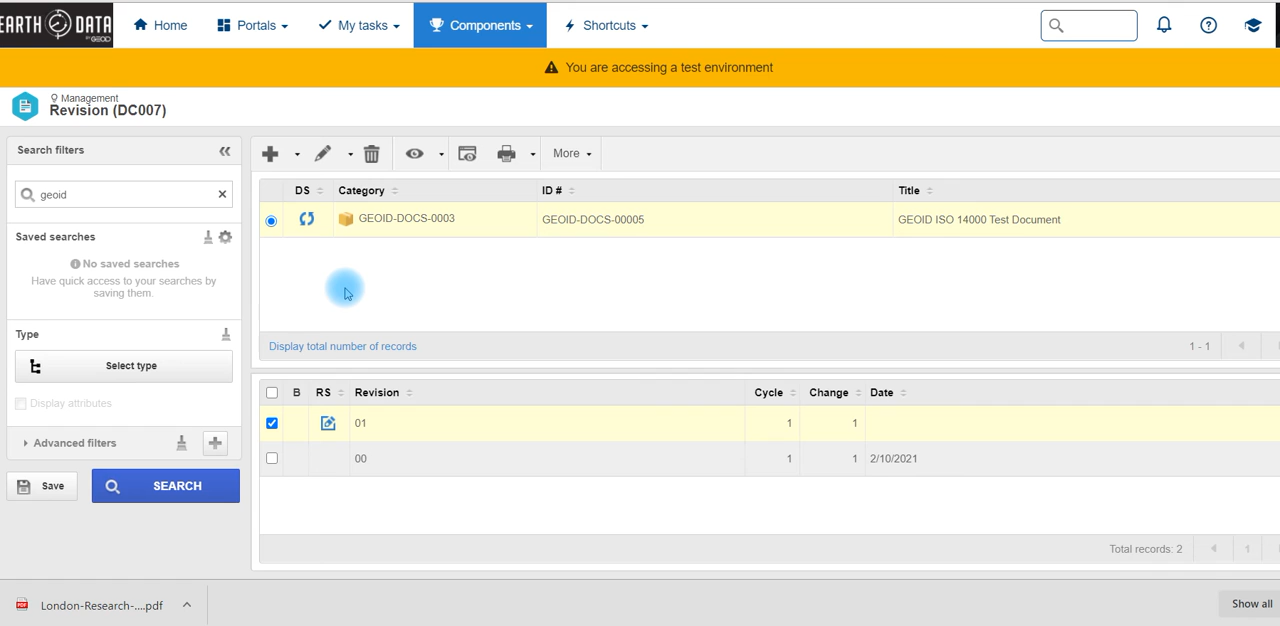 EARTH DATA
BY GEOID
Home
Portals
My tasks
Components
Shortcuts
You are accessing a test environment
Management
Revision (DC007)
Search filters
geoid
Saved searches
No saved searches
Have quick access to your searches by
saving them.
Type
Select type
Display attributes
Advanced filters
Save
SEARCH
More
DS Category ID # Title
GEOID-DOCS-0003 GEOID-DOCS-00005 GEOID ISO 14000 Test Document
Display total number of records
1 - 1
B RS Revision Cycle Change Date
01 1 1
00 1 1 2/10/2021
Total records: 2
1
PDF
London-Research-....pdf
Show all